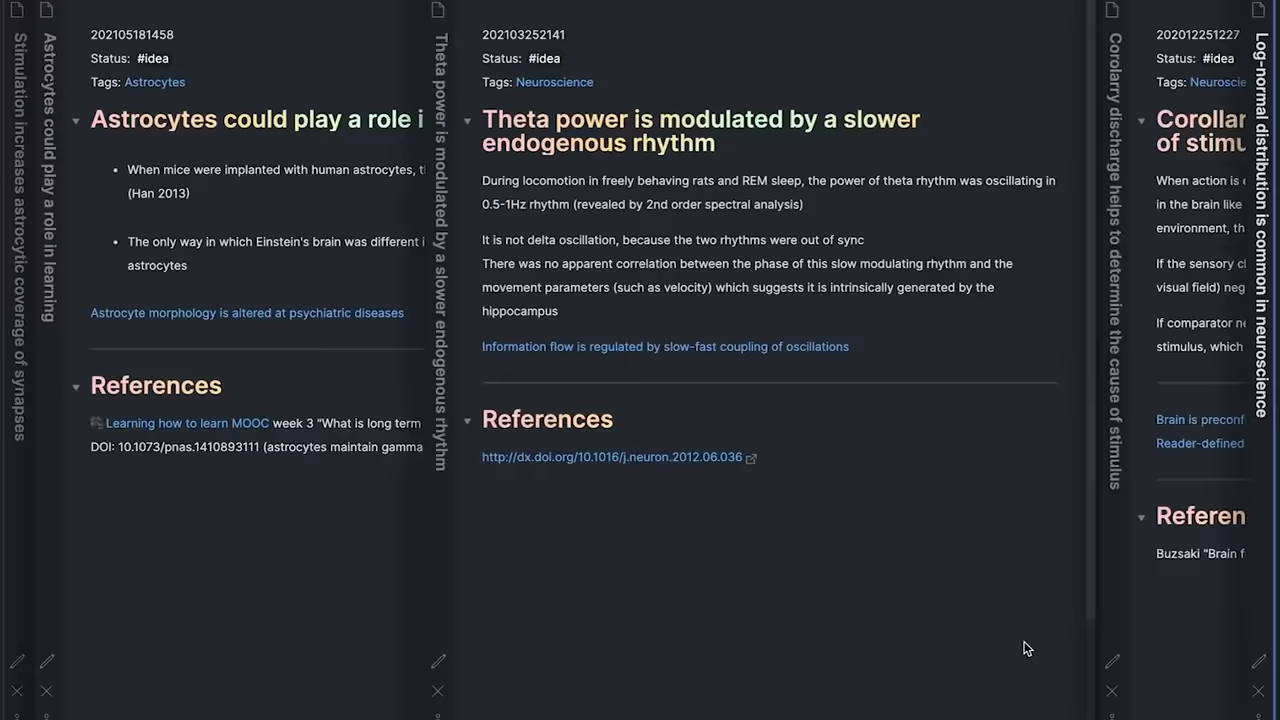 Stimulation increases astrocytic coverage of synapses
Astrocytes could play a role in learning
202105181458
Status: #idea
Tags: Astrocytes
Astrocytes could play a role i
When mice were implanted with human astrocytes,
(Han 2013)
The only way in which Einstein's brain was different
astrocytes
Astrocyte morphology is altered at psychiatric diseases
References
Learning how to learn MOOC week 3 "What is long term
DOI: 10.1073/pnas.1410893111 (astrocytes maintain gamma
Theta power is modulated by a slower endogenous rhythm
202103252141
Status: #idea
Tags: Neuroscience
Theta power is modulated by a slower
endogenous rhythm
During locomotion in freely behaving rats and REM sleep, the power of theta rhythm was oscillating in
0.5-1Hz rhythm (revealed by 2nd order spectral analysis)
It is not delta oscillation, because the two rhythms were out of sync
There was no apparent correlation between the phase of this slow modulating rhythm and the
movement parameters (such as velocity) which suggests it is intrinsically generated by the
hippocampus
Information flow is regulated by slow-fast coupling of oscillations
References
http://dx.doi.org/10.1016/j.neuron.2012.06.036
Corolarry discharge helps to determine the cause of stimulus
202012251227
Status: #idea
Tags: Neuroscie
Corollar
of stimu
When action is
in the brain like
environment, th
If the sensory cl
visual field) neg
If comparator ne
stimulus, which
Brain is preconf
Reader-defined
Referen
Buzsaki "Brain f
Log-normal distribution is common in neuroscience